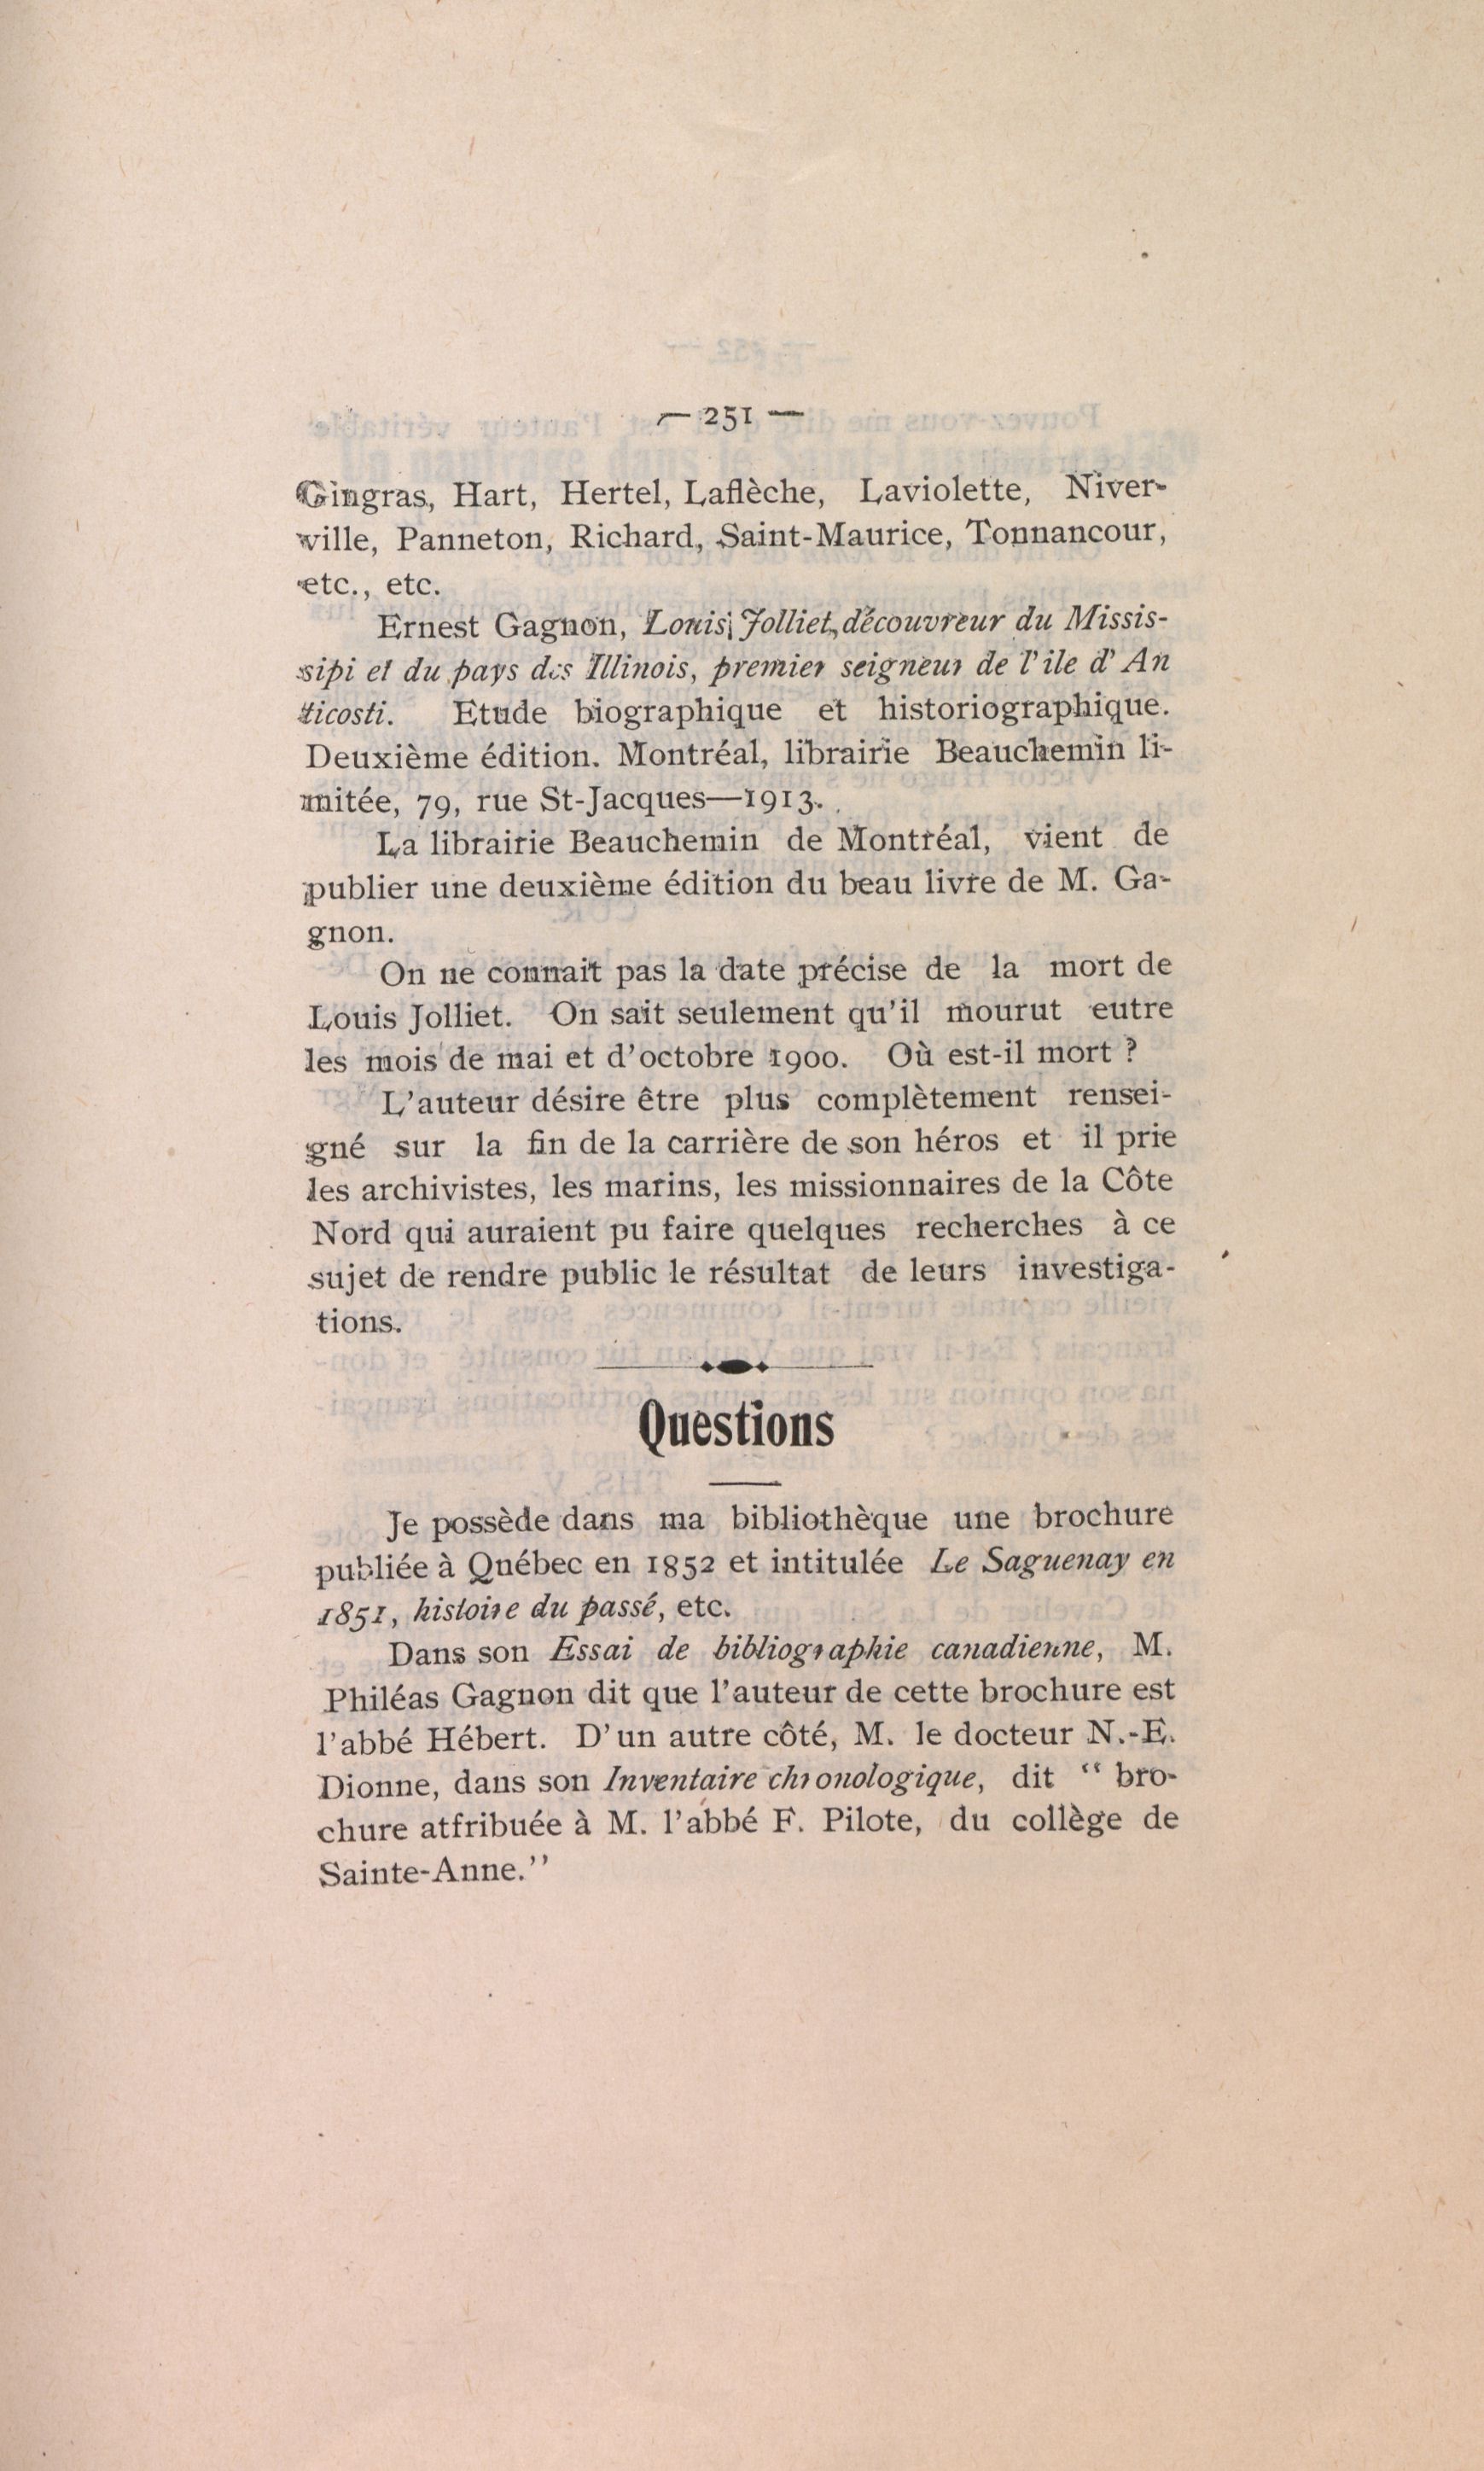 — 251 —
Gingras, Hart, Hertel, Laflèche, Laviolette, Niver-
ville, Panneton, Richard, Saint-Maurice, Tonnancour,
etc., etc.
Ernest Gagnon, Louis Jolliet, découvreur du Missis-
sipi et du pays des Illinois, premier seigneur de l'ile d'An
ticosti. Etude biographique et historiographique.
Deuxième édition. Montréal, librairie Beauchemin li-
mitée, 79, rue St-Jacques—1913.
La librairie Beauchemin de Montréal, vient de
publier une deuxième édition du beau livre de M. Ga-
gnon.
On ne connait pas la date précise de la mort de
Louis Jolliet. On sait seulement qu'il mourut eutre
les mois de mai et d'octobre 1900. Où est-il mort ?
L'auteur désire être plus complètement rensei-
gné sur la fin de la carrière de son héros et il prie
les archivistes, les marins, les missionnaires de la Côte
Nord qui auraient pu faire quelques recherches à ce
sujet de rendre public le résultat de leurs investiga-
tions.
Questions
Je possède dans ma bibliothèque une brochure
publiée à Québec en 1852 et intitulée Le Saguenay en
1851, histoire du passé, etc.
Dans son Essai de bibliographie canadienne, M.
Philéas Gagnon dit que l'auteur de cette brochure est
l'abbé Hébert. D'un autre côté, M. le docteur N.-E.
Dionne, dans son Inventaire chronologique, dit " bro-
chure atfribuée à M. l'abbé F. Pilote, du collège de
Sainte-Anne."